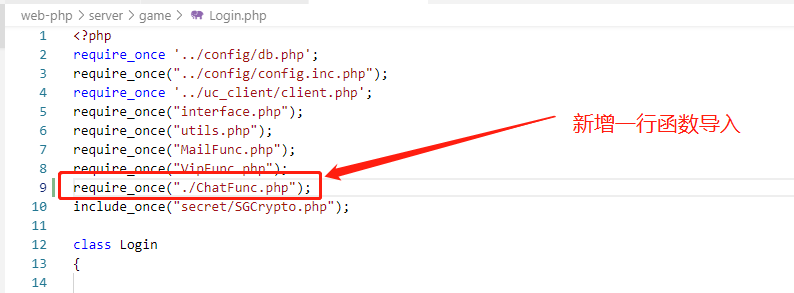 web-php > server > game > Login.php
1 <?php
2 require_once '../config/db.php';
3 require_once("../config/config.inc.php");
4 require_once '../uc_client/client.php';
5 require_once("interface.php");
6 require_once("utils.php");
7 require_once("MailFunc.php");
8 require_once("VipFunc.php");
9 require_once("./ChatFunc.php");
新增一行函数导入
10 include_once("secret/SGCrypto.php");
11
12 class Login
13 {
14